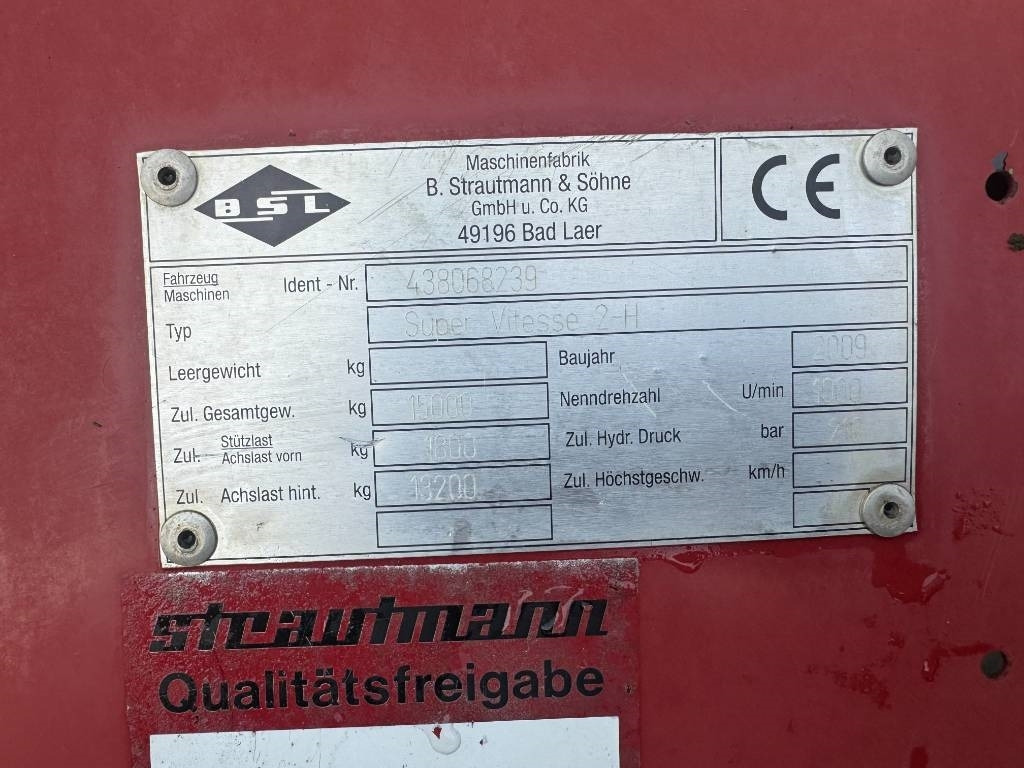 BSL
Maschinenfabrik
B. Strautmann & Söhne
GmbH u. Co. KG
49196 Bad Laer
CE
Fahrzeug
Maschinen
Ident - Nr. 438068239
Typ Super Vitesse 2-H
Leergewicht kg
Baujahr 2009
Zul. Gesamtgew. kg 15000
Nenndrehzahl U/min 1000
Zul. Stützlast
Achslast vorn kg 1800
Zul. Hydr. Druck bar
Zul. Achslast hint. kg 13200
Zul. Höchstgeschw. km/h
strautmann
Qualitätsfreigabe